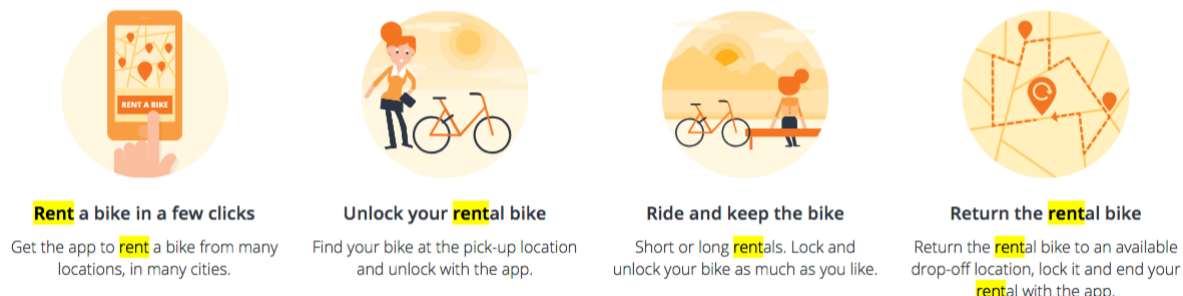 RENT A BIKE
Rent a bike in a few clicks
Get the app to rent a bike from many
locations, in many cities.
Unlock your rental bike
Find your bike at the pick-up location
and unlock with the app.
Ride and keep the bike
Short or long rentals. Lock and
unlock your bike as much as you like.
Return the rental bike
Return the rental bike to an available
drop-off location, lock it and end your
rental with the app.